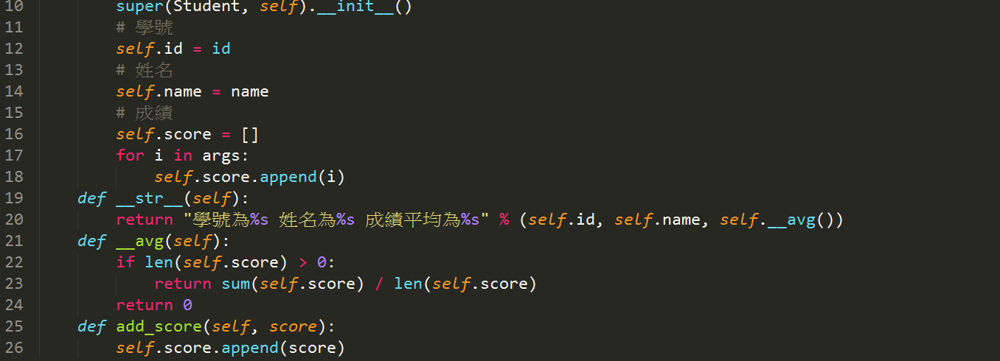 10 super(Student, self).__init__()
11 # 學號
12 self.id = id
13 # 姓名
14 self.name = name
15 # 成績
16 self.score = []
17 for i in args:
18 self.score.append(i)
19 def __str__(self):
20 return "學號為%s 姓名為%s 成績平均為%s" % (self.id, self.name, self.__avg())
21 def __avg(self):
22 if len(self.score) > 0:
23 return sum(self.score) / len(self.score)
24 return 0
25 def add_score(self, score):
26 self.score.append(score)